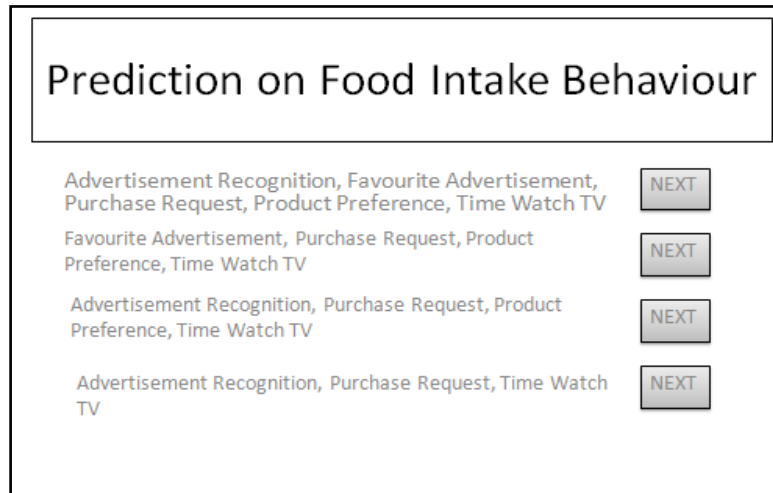 Prediction on Food Intake Behaviour
Advertisement Recognition, Favourite Advertisement,
Purchase Request, Product Preference, Time Watch TV
NEXT
Favourite Advertisement, Purchase Request, Product
Preference, Time Watch TV
NEXT
Advertisement Recognition, Purchase Request, Product
Preference, Time Watch TV
NEXT
Advertisement Recognition, Purchase Request, Time Watch
TV
NEXT